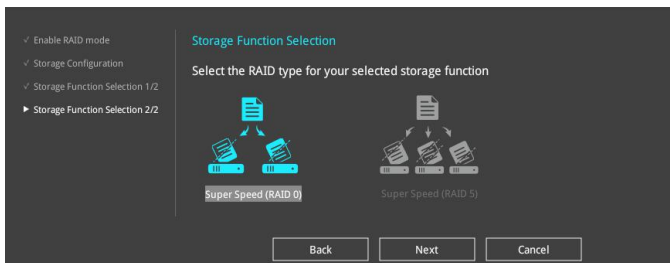 ✓ Enable RAID mode
✓ Storage Configuration
✓ Storage Function Selection 1/2
► Storage Function Selection 2/2
Storage Function Selection
Select the RAID type for your selected storage function
Super Speed (RAID 0)
Super Speed (RAID 5)
Back
Next
Cancel